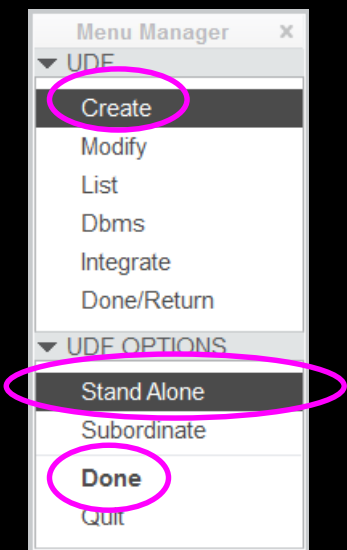 Menu Manager ×
▼ UDF
Create
Modify
List
Dbms
Integrate
Done/Return
▼ UDF OPTIONS
Stand Alone
Subordinate
Done
Quit